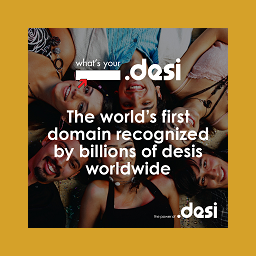 what's your
.desi
The world's first
domain recognized
by billions of desis
worldwide
the power of .desi